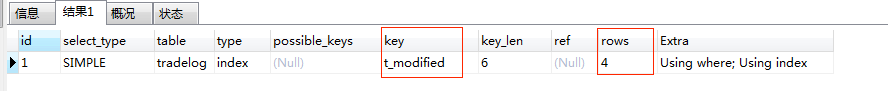 信息 结果1 概况 状态
id select_type table type possible_keys key key_len ref rows Extra
1 SIMPLE tradelog index (Null) t_modified 6 (Null) 4 Using where; Using index